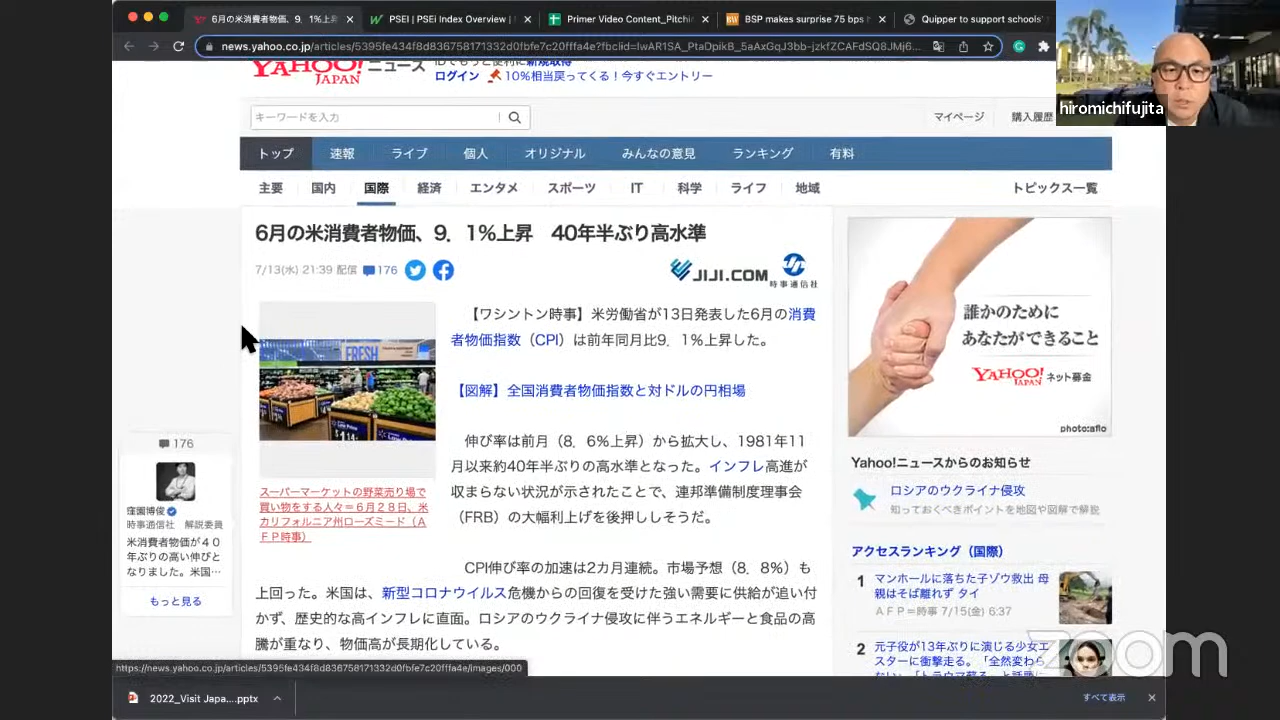 6月の米消費者物価、9．1%上昇
PSEI | PSEi Index Overview |
Primer Video Content_Pitchi
BSP makes surprise 75 bps h
Quipper to support schools'
news.yahoo.co.jp/articles/5395fe434f8d836758171332d0fbfe7c20fffa4e?fbclid=IwAR1SA_PtaOpikB_5aAxGqJ3bb-jzkfZCAFdSQ8JMj6...
hiromichifujita
YAHOO! JAPAN ニュース
IDでもっと便利に新規取得
ログイン 10%相当戻ってくる！今すぐエントリー
キーワードを入力
マイページ 購入履歴
トップ 速報 ライブ 個人 オリジナル みんなの意見 ランキング 有料
主要 国内 国際 経済 エンタメ スポーツ IT 科学 ライフ 地域 トピックス一覧
6月の米消費者物価、9．1%上昇　40年半ぶり高水準
7/13(水) 21:39 配信 176
JIJI.COM 時事通信社
【ワシントン時事】米労働省が13日発表した6月の消費
者物価指数（CPI）は前年同月比9．1%上昇した。
【図解】全国消費者物価指数と対ドルの円相場
伸び率は前月（8．6%上昇）から拡大し、1981年11
月以来約40年半ぶりの高水準となった。インフレ高進が
収まらない状況が示されたことで、連邦準備制度理事会
（FRB）の大幅利上げを後押ししそうだ。
FRESH
スーパーマーケットの野菜売り場で
買い物をする人々＝６月２８日、米
カリフォルニア州ローズミード（Ａ
ＦＰ時事）
CPI伸び率の加速は2カ月連続。市場予想（8．8%）も
上回った。米国は、新型コロナウイルス危機からの回復を受けた強い需要に供給が追い付
かず、歴史的な高インフレに直面。ロシアのウクライナ侵攻に伴うエネルギーと食品の高
騰が重なり、物価高が長期化している。
176
窪園博俊
時事通信社　解説委員
米消費者物価が４０
年ぶりの高い伸びと
なりました。米国…
もっと見る
誰かのために
あなたができること
YAHOO! JAPAN ネット募金
photo:aflo
Yahoo!ニュースからのお知らせ
ロシアのウクライナ侵攻
知っておくべきポイントを地図や図解で解説
アクセスランキング（国際）
1 マンホールに落ちた子ゾウ救出 母
親はそば離れず タイ
ＡＦＰ＝時事 7/15(金) 6:37
2 元子役が13年ぶりに演じる少女エ
スターに衝撃走る。「全然変わら
zoom
https://news.yahoo.co.jp/articles/5395fe434f8d836758171332d0fbfe7c20fffa4e/images/000
2022_Visit Japa....pptx
すべて表示